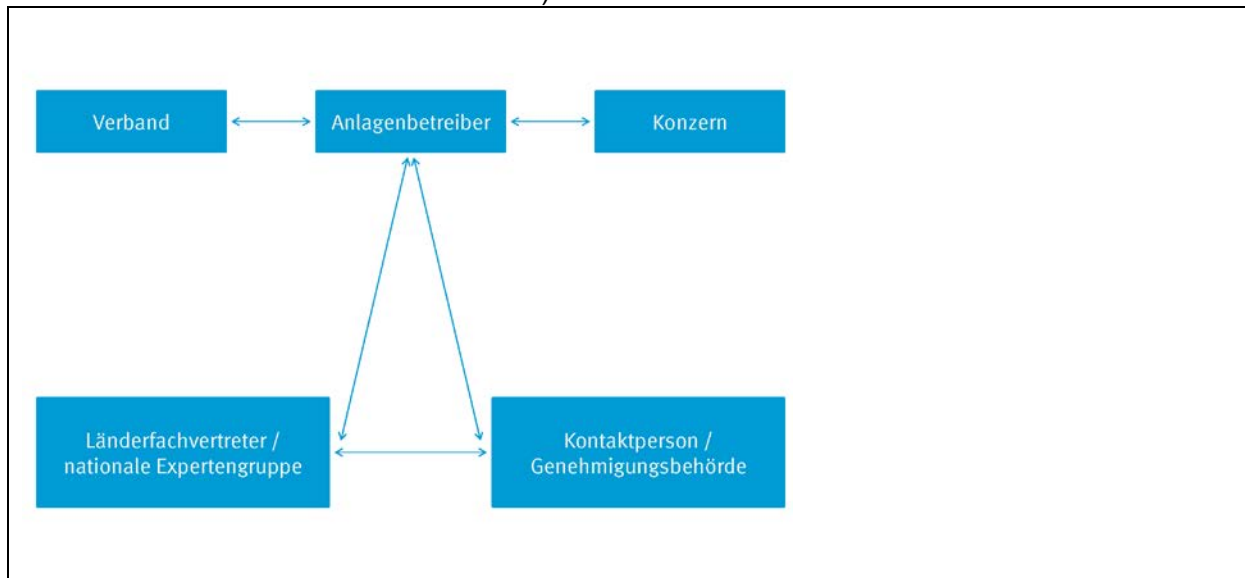 Verband
Anlagenbetreiber
Konzern
Länderfachvertreter /
nationale Expertengruppe
Kontaktperson /
Genehmigungsbehörde